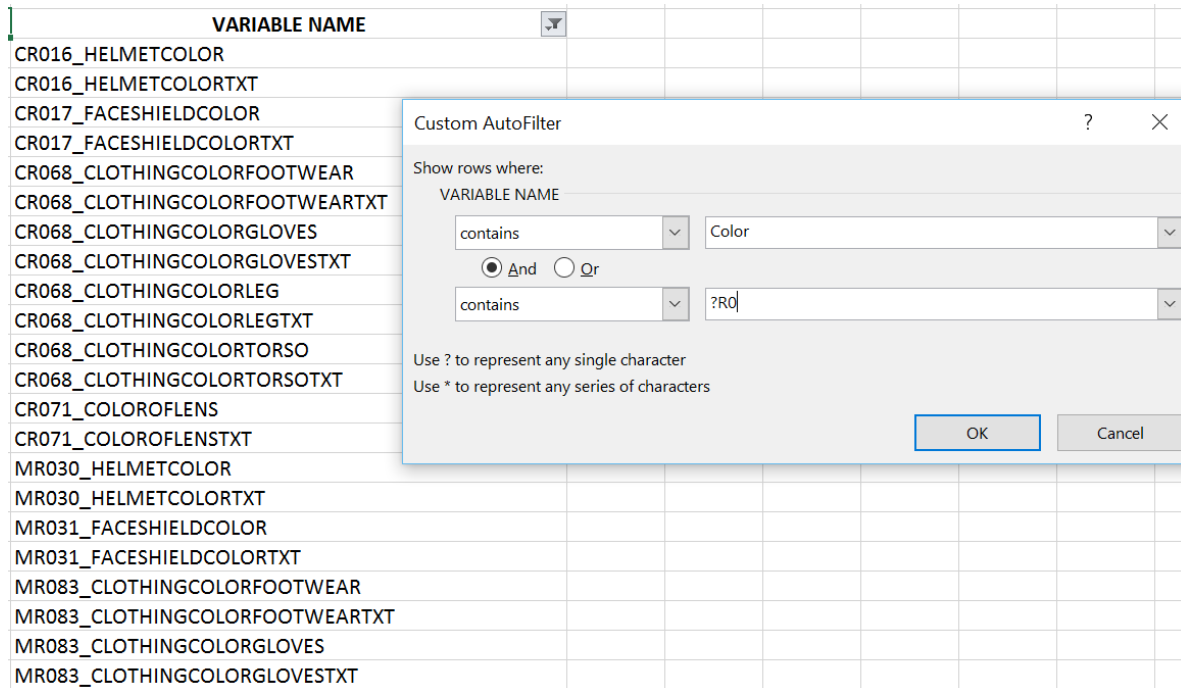 VARIABLE NAME
CR016_HELMETCOLOR
CR016_HELMETCOLORTXT
CR017_FACESHIELDCOLOR
CR017_FACESHIELDCOLORTXT
CR068_CLOTHINGCOLORFOOTWEAR
CR068_CLOTHINGCOLORFOOTWEARTXT
CR068_CLOTHINGCOLORGLOVES
CR068_CLOTHINGCOLORGLOVESTXT
CR068_CLOTHINGCOLORLEG
CR068_CLOTHINGCOLORLEGTXT
CR068_CLOTHINGCOLORTORSO
CR068_CLOTHINGCOLORTORSOTXT
CR071_COLOROFLENS
CR071_COLOROFLENSTXT
MR030_HELMETCOLOR
MR030_HELMETCOLORTXT
MR031_FACESHIELDCOLOR
MR031_FACESHIELDCOLORTXT
MR083_CLOTHINGCOLORFOOTWEAR
MR083_CLOTHINGCOLORFOOTWEARTXT
MR083_CLOTHINGCOLORGLOVES
MR083_CLOTHINGCOLORGLOVESTXT
Custom AutoFilter ?
Show rows where:
VARIABLE NAME
contains Color
And Or
contains ?R0
Use ? to represent any single character
Use * to represent any series of characters
OK Cancel